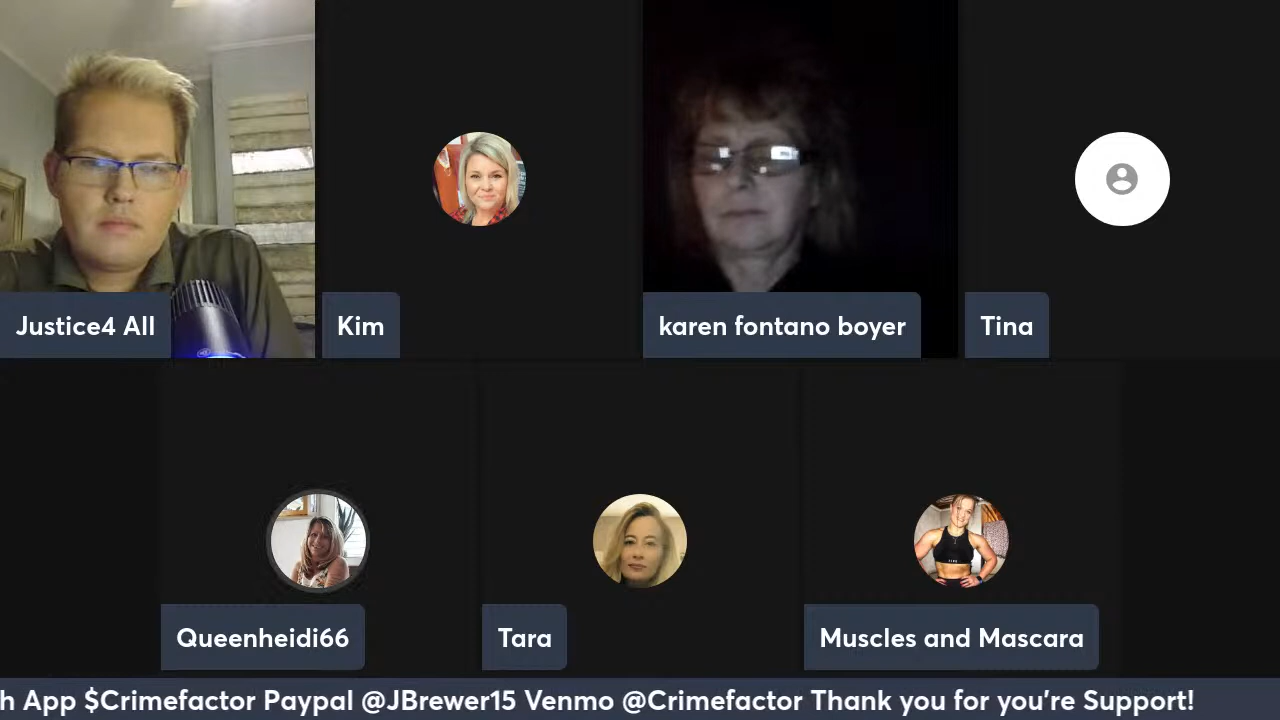 Justice4 All
Kim
karen fontano boyer
Tina
Queenheidi66
Tara
Muscles and Mascara
h App $Crimefactor Paypal @JBrewer15 Venmo @Crimefactor Thank you for you're Support!